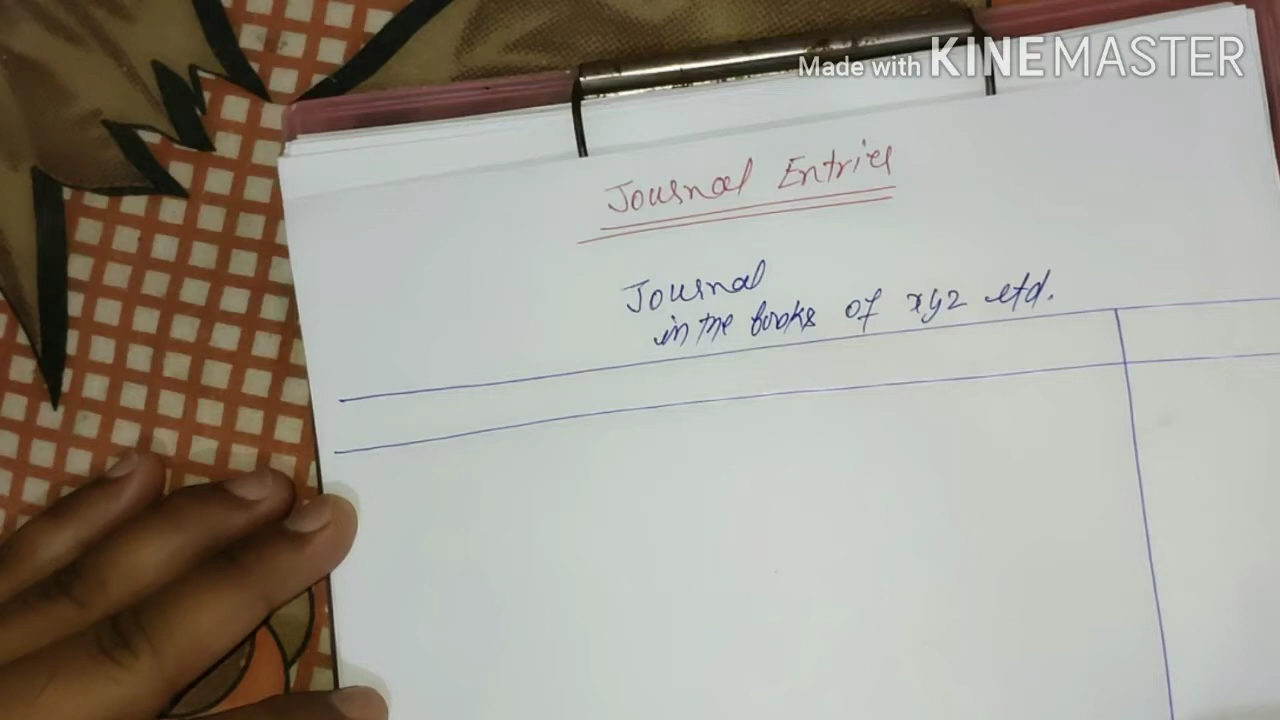 Made with KINEMASTER
Journal Entries
Journal
in the books of xyz Ltd.